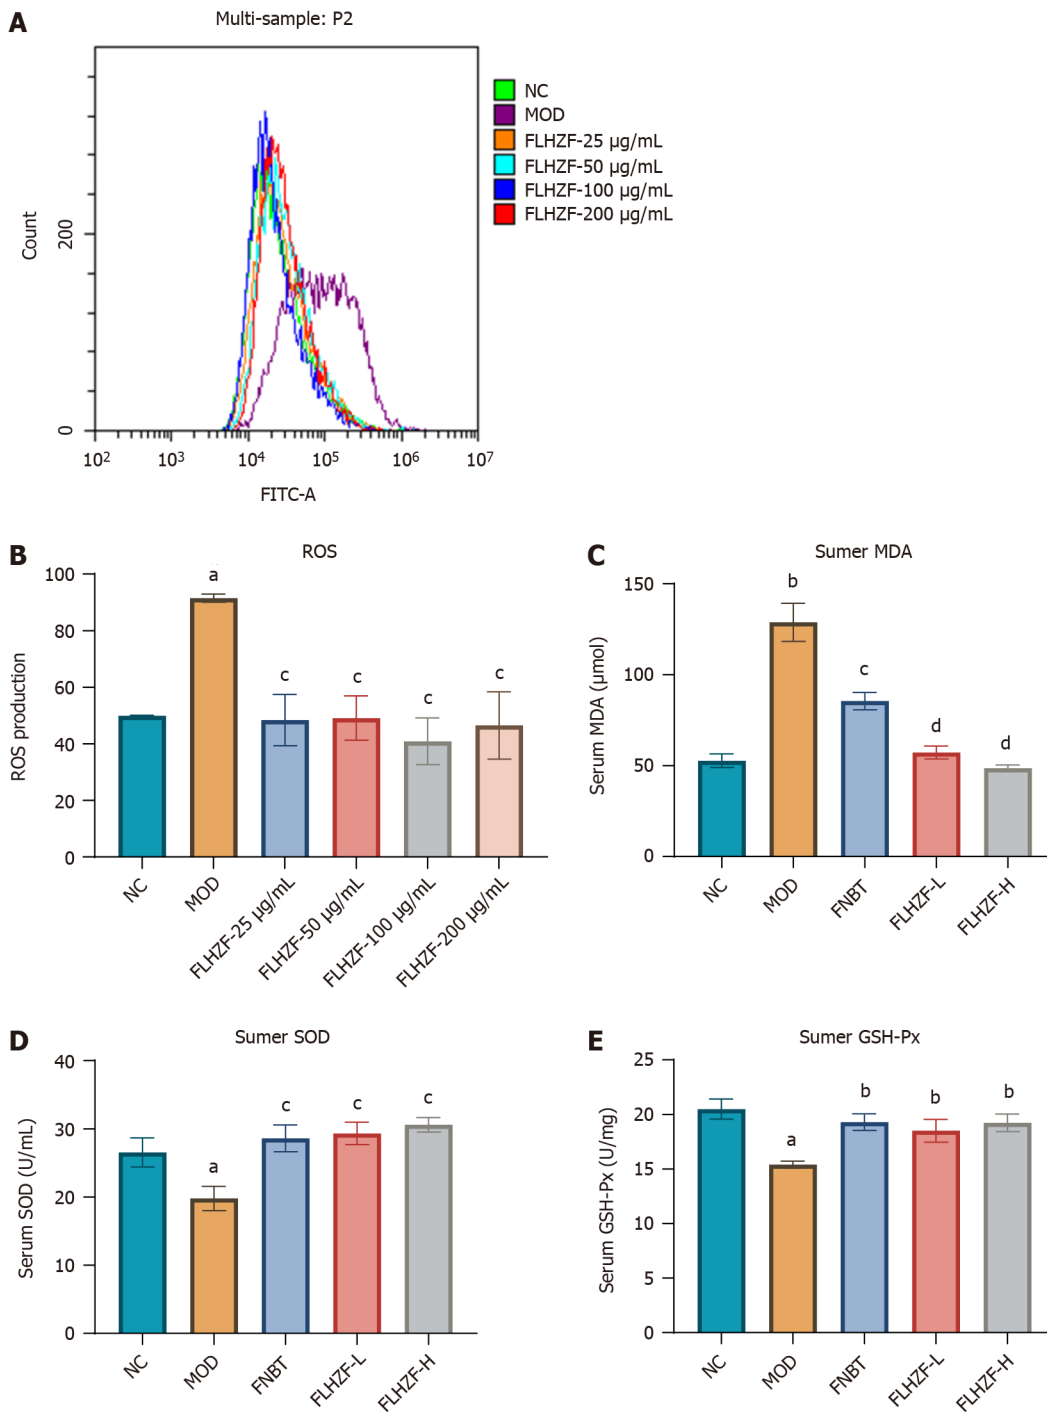 A
Multi-sample: P2
Count
200
0
10² 10³ 10⁴ 10⁵ 10⁶ 10⁷
FITC-A
NC
MOD
FLHZF-25 µg/mL
FLHZF-50 µg/mL
FLHZF-100 µg/mL
FLHZF-200 µg/mL
B
ROS
ROS production
100
80
60
40
20
0
a
c
c
c
c
NC
MOD
FLHZF-25 µg/mL
FLHZF-50 µg/mL
FLHZF-100 µg/mL
FLHZF-200 µg/mL
C
Sumer MDA
Serum MDA (µmol)
150
100
50
0
b
c
d
d
NC
MOD
FNBT
FLHZF-L
FLHZF-H
D
Sumer SOD
Serum SOD (U/mL)
40
30
20
10
0
a
c
c
c
NC
MOD
FNBT
FLHZF-L
FLHZF-H
E
Sumer GSH-Px
Serum GSH-Px (U/mg)
25
20
15
10
5
0
a
b
b
b
NC
MOD
FNBT
FLHZF-L
FLHZF-H